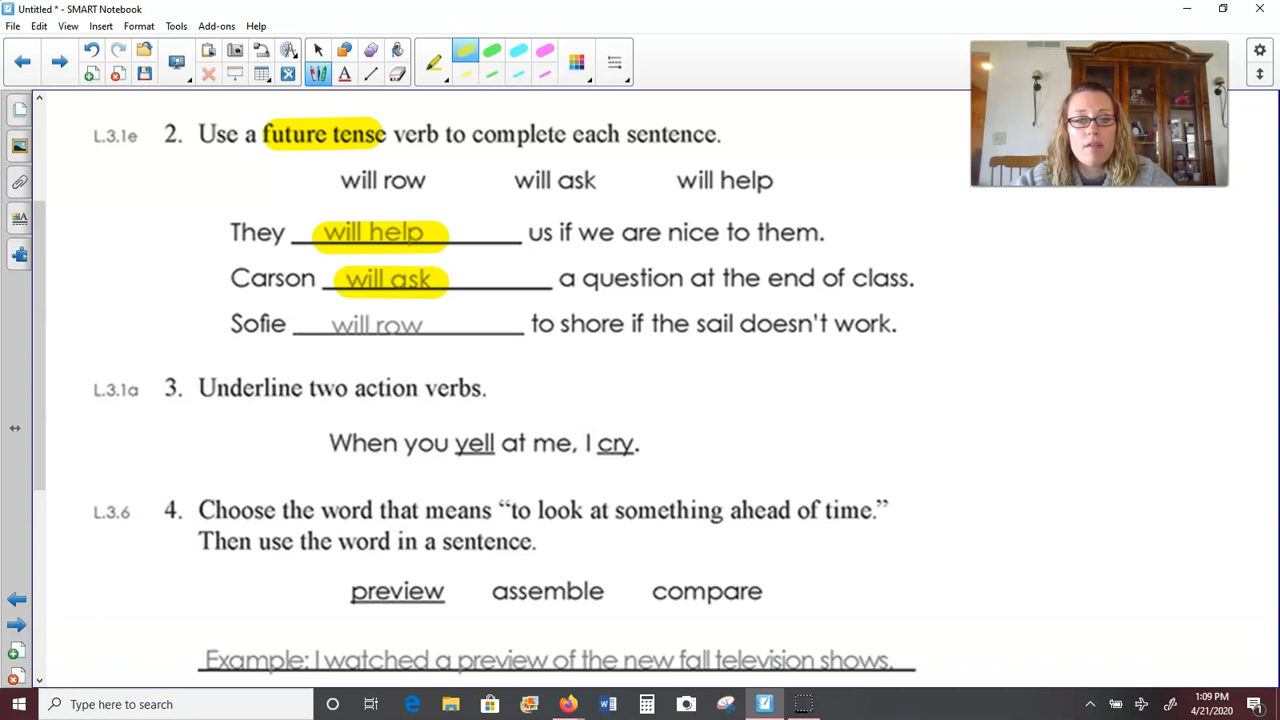 Untitled * - SMART Notebook
File Edit View Insert Format Tools Add-ons Help
L.3.1e 2. Use a future tense verb to complete each sentence.
will row will ask will help
They will help us if we are nice to them.
Carson will ask a question at the end of class.
Sofie will row to shore if the sail doesn't work.
L.3.1a 3. Underline two action verbs.
When you yell at me, I cry.
L.3.6 4. Choose the word that means “to look at something ahead of time.”
Then use the word in a sentence.
preview assemble compare
Example: I watched a preview of the new fall television shows.
Type here to search
1:09 PM
4/21/2020